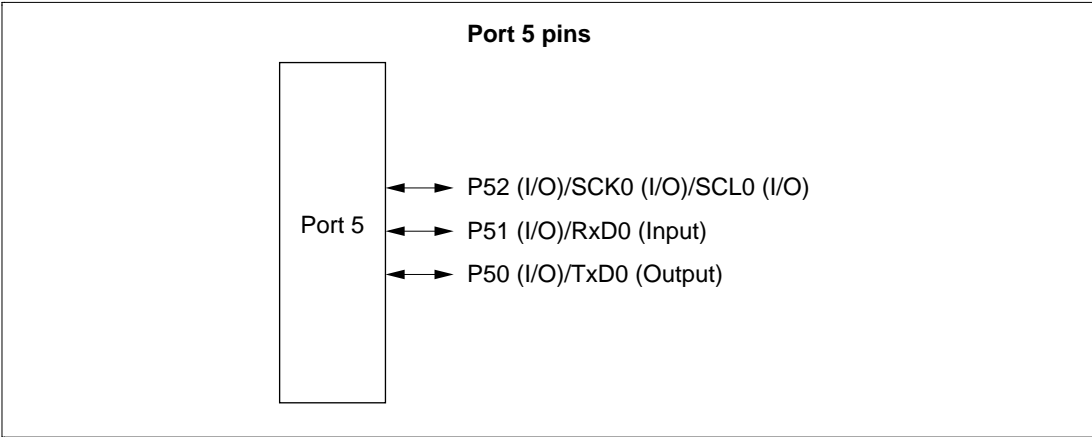 Port 5 pins
Port 5
P52 (I/O)/SCK0 (I/O)/SCL0 (I/O)
P51 (I/O)/RxD0 (Input)
P50 (I/O)/TxD0 (Output)